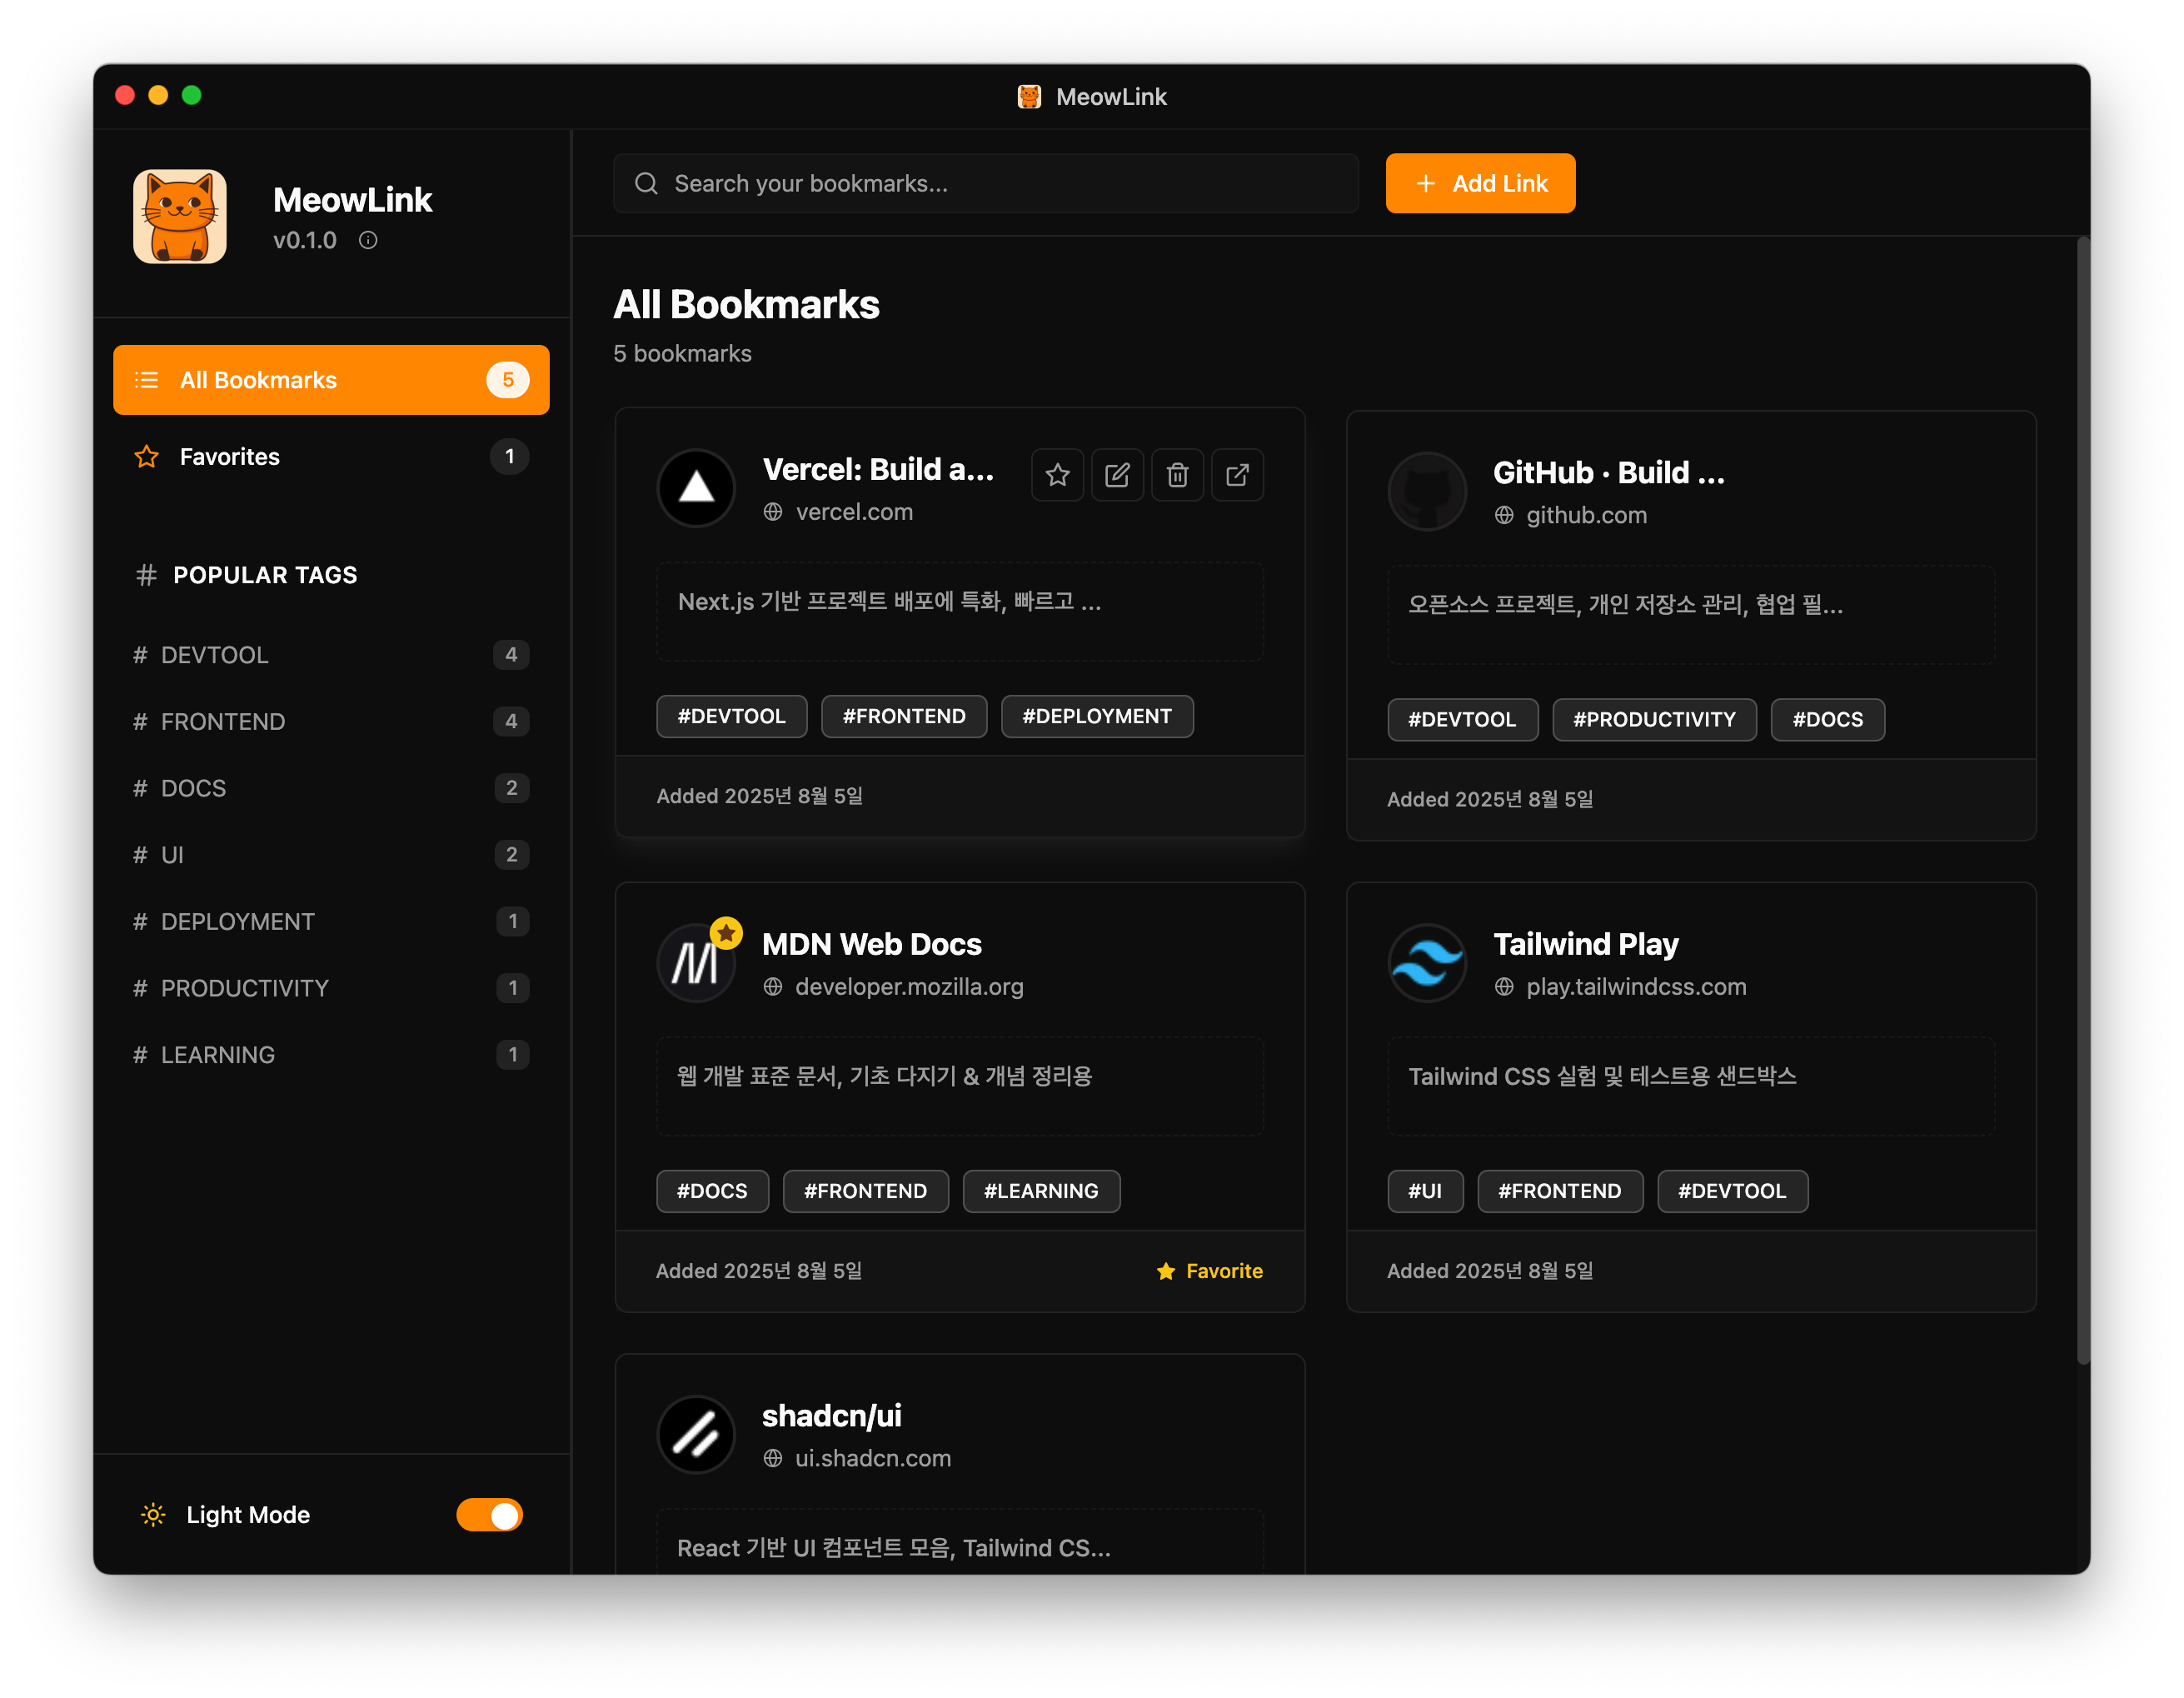 MeowLink
MeowLink
v0.1.0
All Bookmarks 5
Favorites 1
# POPULAR TAGS
# DEVTOOL 4
# FRONTEND 4
# DOCS 2
# UI 2
# DEPLOYMENT 1
# PRODUCTIVITY 1
# LEARNING 1
Light Mode
Search your bookmarks...
+ Add Link
All Bookmarks
5 bookmarks
Vercel: Build a...
vercel.com
Next.js 기반 프로젝트 배포에 특화, 빠르고 ...
#DEVTOOL #FRONTEND #DEPLOYMENT
Added 2025년 8월 5일
GitHub · Build ...
github.com
오픈소스 프로젝트, 개인 저장소 관리, 협업 필...
#DEVTOOL #PRODUCTIVITY #DOCS
Added 2025년 8월 5일
MDN Web Docs
developer.mozilla.org
웹 개발 표준 문서, 기초 다지기 & 개념 정리용
#DOCS #FRONTEND #LEARNING
Added 2025년 8월 5일 Favorite
Tailwind Play
play.tailwindcss.com
Tailwind CSS 실험 및 테스트용 샌드박스
#UI #FRONTEND #DEVTOOL
Added 2025년 8월 5일
shadcn/ui
ui.shadcn.com
React 기반 UI 컴포넌트 모음, Tailwind CS...